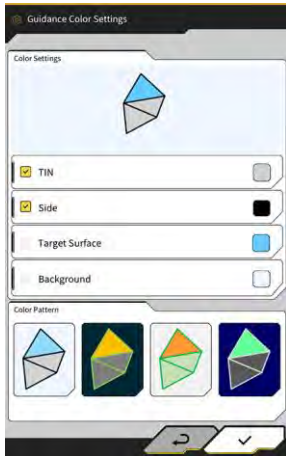 Guidance Color Settings
Color Settings
TIN
Side
Target Surface
Background
Color Pattern